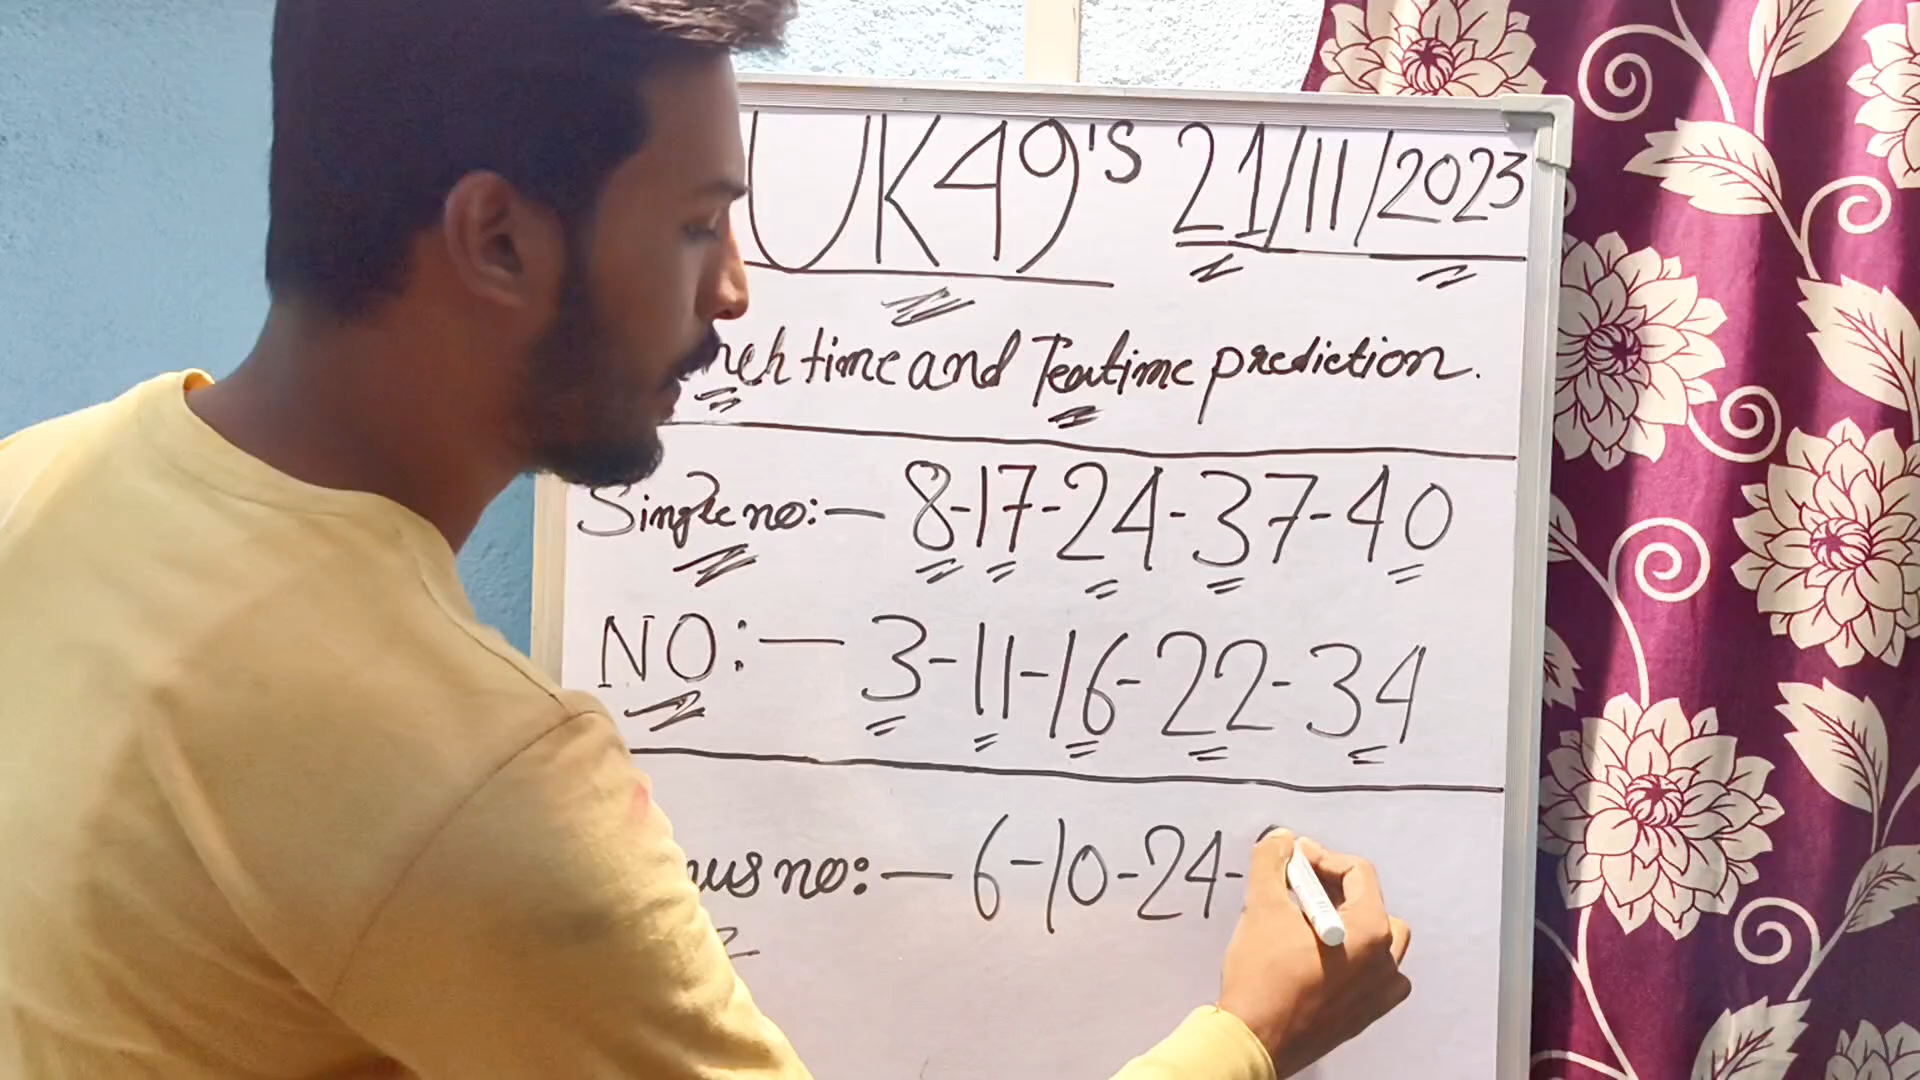 UK49's 21/11/2023
time and Teatime prediction.
Single no:— 8-17-24-37-40
NO:— 3-11-16-22-34
no:— 6-10-24-